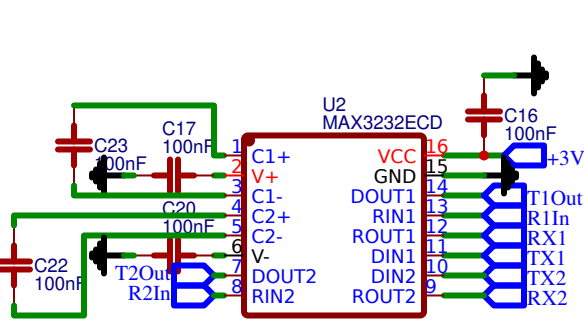 U2
MAX3232ECD
C16
100nF
C17
100nF
C23
100nF
C20
100nF
C22
100nF
1 C1+
2 V+
3 C1-
4 C2+
5 C2-
6 V-
7 DOUT2
8 RIN2
VCC 16
GND 15
DOUT1 14
RIN1 13
ROUT1 12
DIN1 11
DIN2 10
ROUT2 9
T2Out
R2In
+3V
T1Out
R1In
RX1
TX1
TX2
RX2